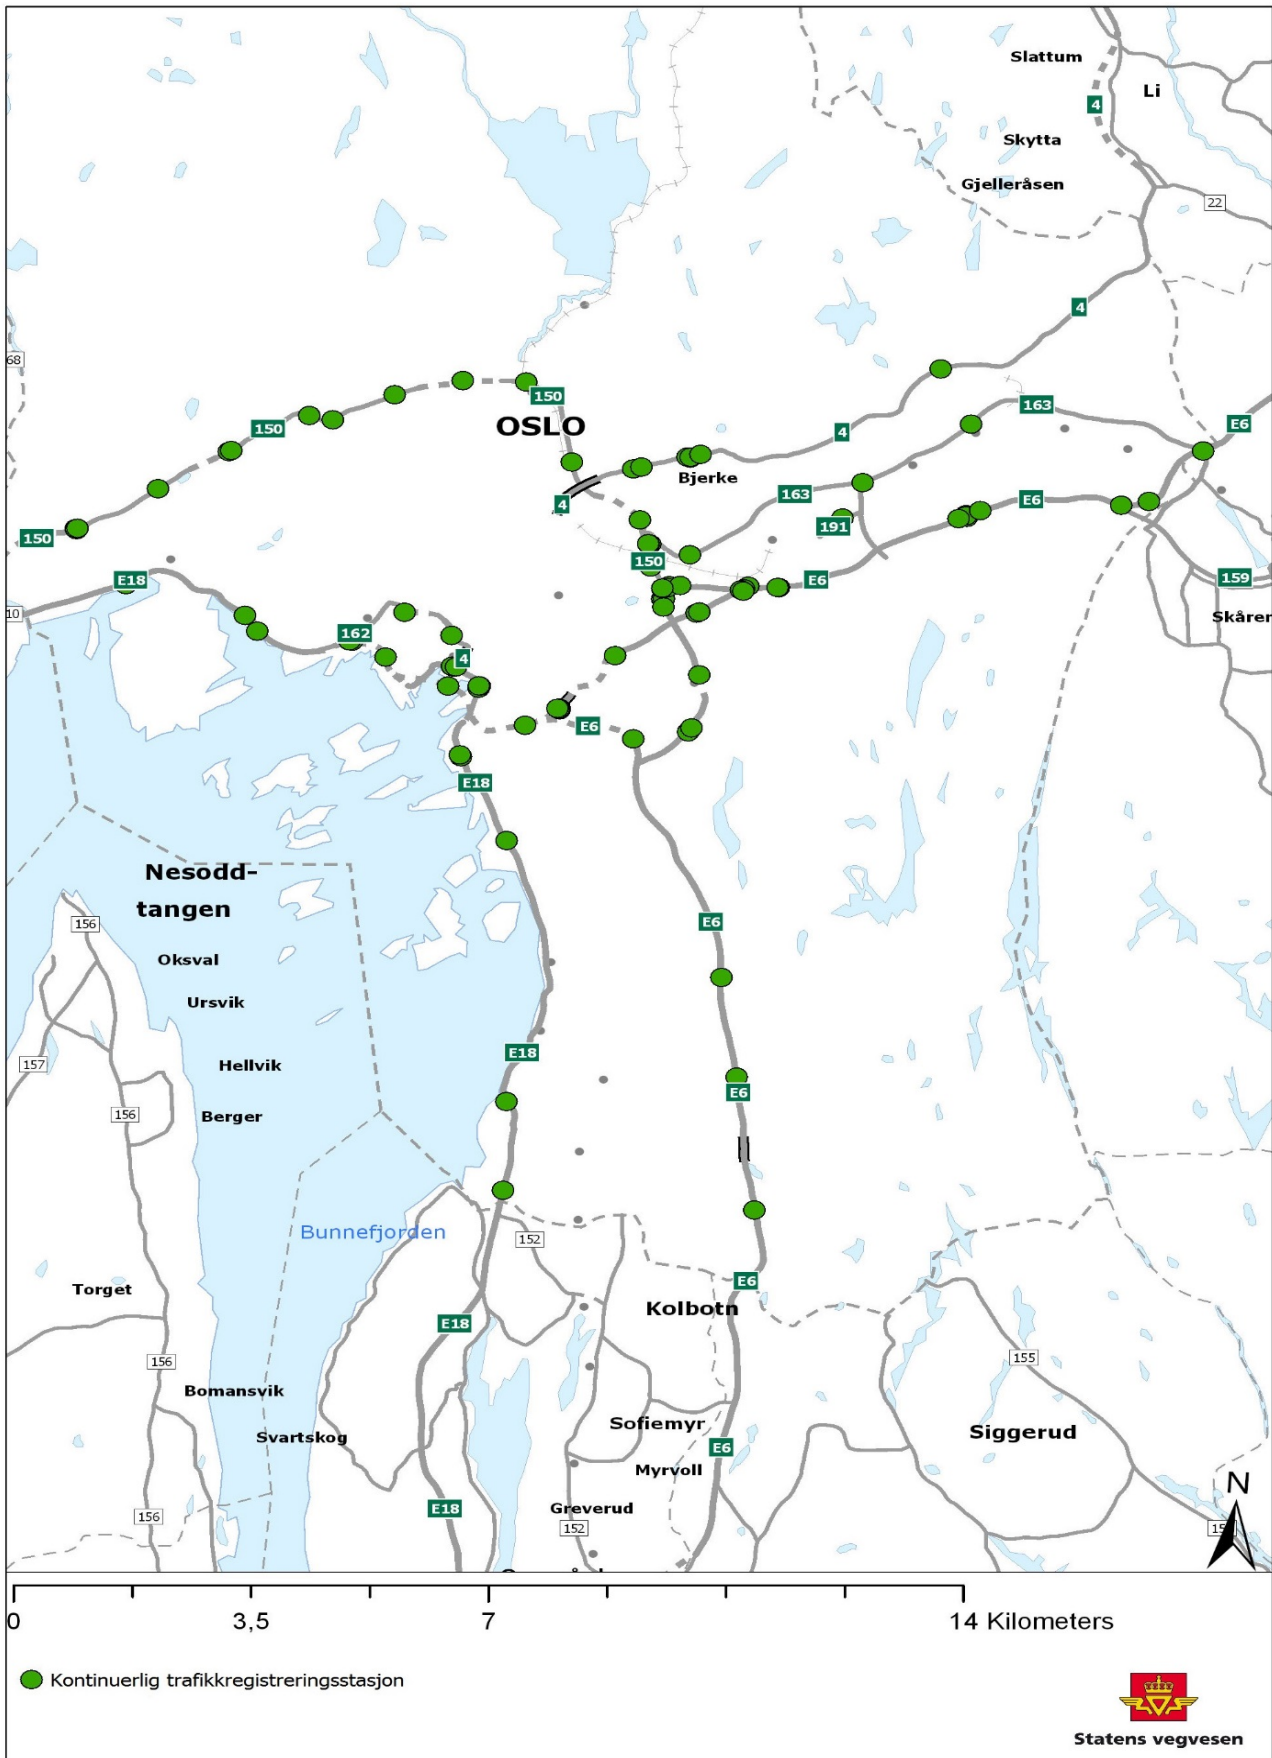 Slattum
Li
4
Skytta
Gjelleråsen
22
4
68
150
163
OSLO
150
E6
4
Bjerke
163
4
E6
191
150
150
E6
159
E18
10
Skårer
162
4
E6
E18
Nesodd-
tangen
156
E6
Oksval
Ursvik
E18
157
Hellvik
E6
156
Berger
Bunnefjorden
152
E6
Torget
Kolbotn
E18
155
156
Bomansvik
Sofiemyr
Siggerud
Svartskog
E6
Myrvoll
N
E18
Greverud
156
152
0
3,5
7
14 Kilometers
Kontinuerlig trafikkregistreringsstasjon
Statens vegvesen